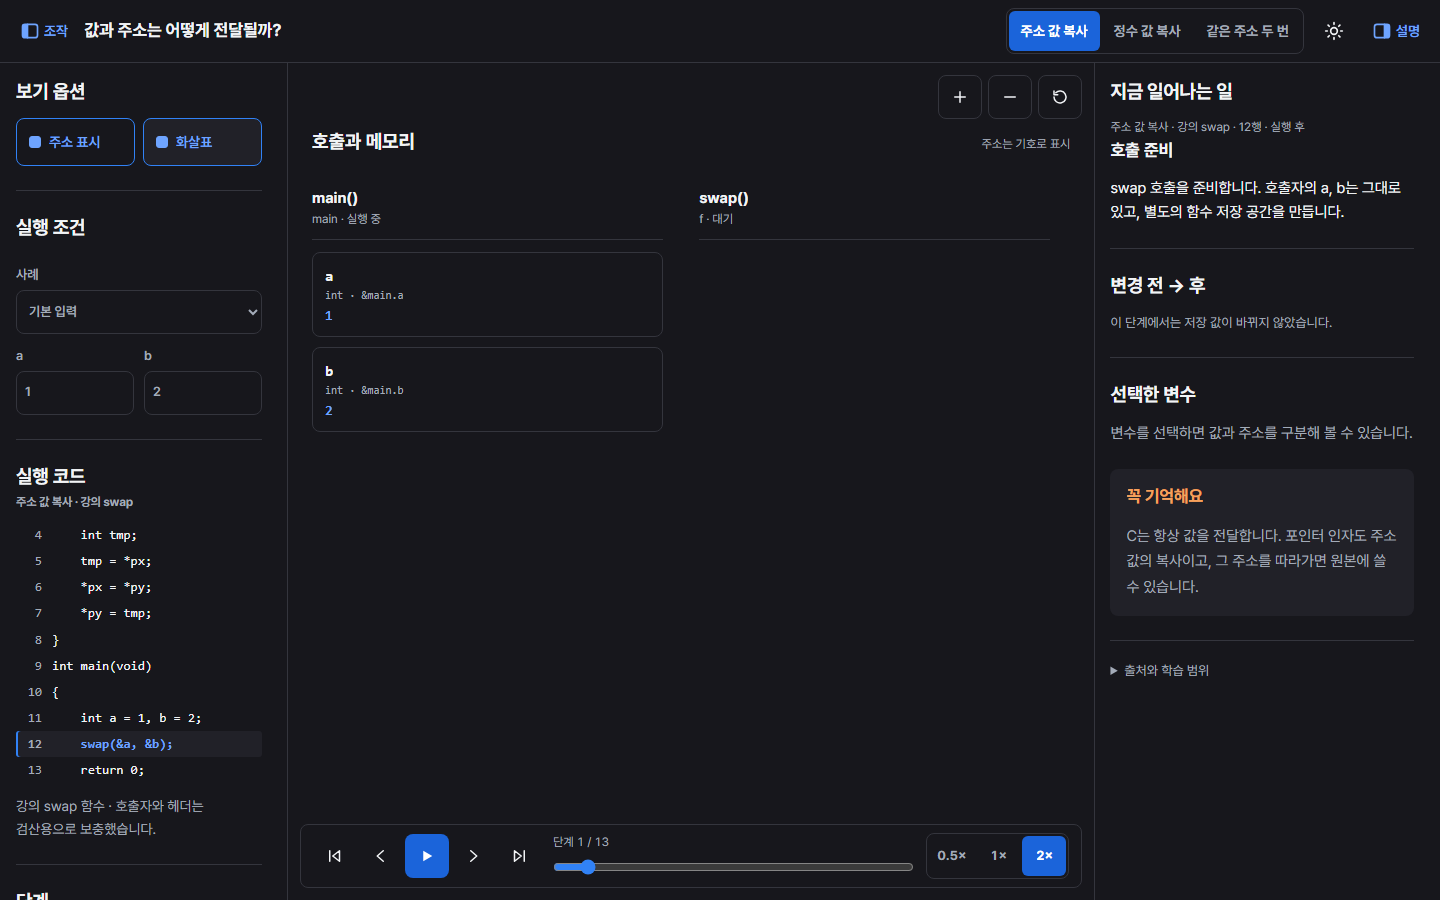 조작
값과 주소는 어떻게 전달될까?
주소 값 복사
정수 값 복사
같은 주소 두 번
설명
보기 옵션
주소 표시
화살표
실행 조건
사례
기본 입력
a
b
1
2
실행 코드
주소 값 복사 · 강의 swap
4 int tmp;
5 tmp = *px;
6 *px = *py;
7 *py = tmp;
8 }
9 int main(void)
10 {
11 int a = 1, b = 2;
12 swap(&a, &b);
13 return 0;
강의 swap 함수 · 호출자와 헤더는
검산용으로 보충했습니다.
호출과 메모리
주소는 기호로 표시
main()
main · 실행 중
swap()
f · 대기
a
int · &main.a
1
b
int · &main.b
2
단계 1 / 13
0.5×
1×
2×
지금 일어나는 일
주소 값 복사 · 강의 swap · 12행 · 실행 후
호출 준비
swap 호출을 준비합니다. 호출자의 a, b는 그대로
있고, 별도의 함수 저장 공간을 만듭니다.
변경 전 → 후
이 단계에서는 저장 값이 바뀌지 않았습니다.
선택한 변수
변수를 선택하면 값과 주소를 구분해 볼 수 있습니다.
꼭 기억해요
C는 항상 값을 전달합니다. 포인터 인자도 주소
값의 복사이고, 그 주소를 따라가면 원본에 쓸
수 있습니다.
출처와 학습 범위